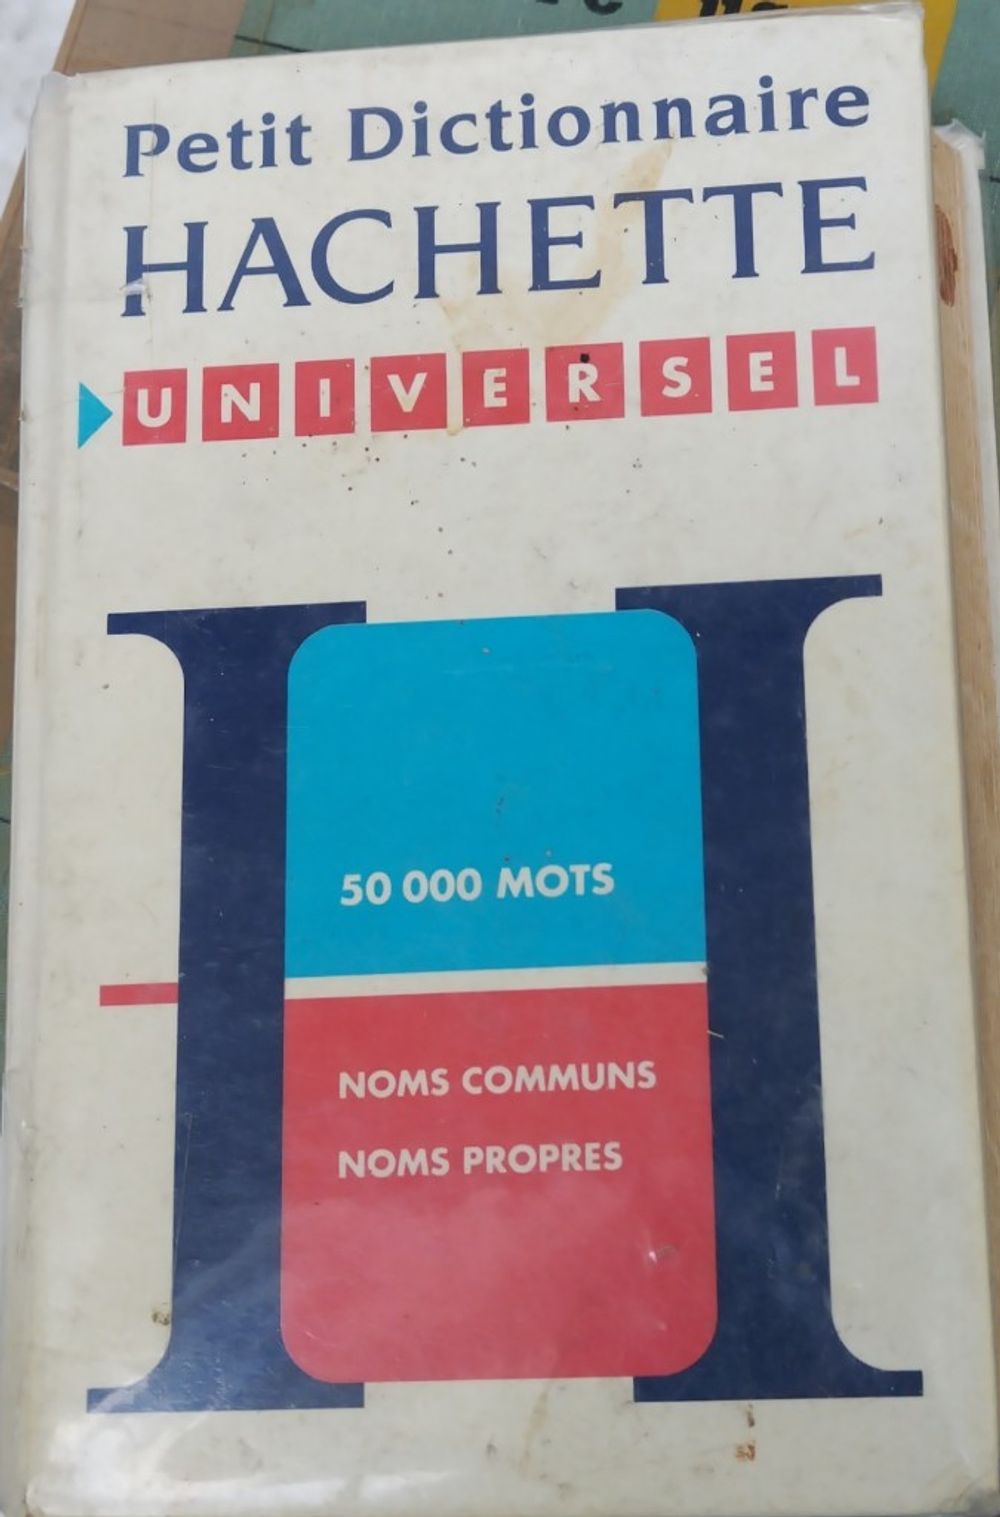 Petit Dictionnaire
HACHETTE
UNIVERSEL
50 000 MOTS
NOMS COMMUNS
NOMS PROPRES